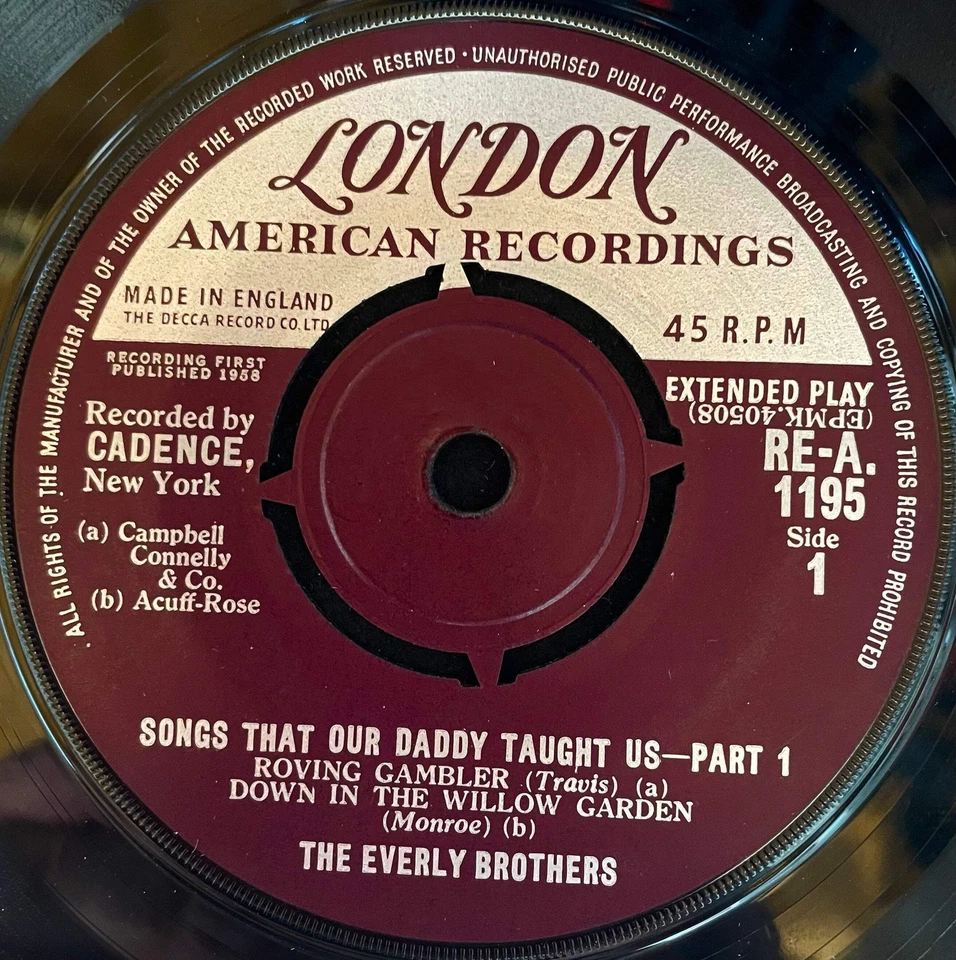 ALL RIGHTS OF THE MANUFACTURER AND OF THE OWNER OF THE RECORDED WORK RESERVED · UNAUTHORISED PUBLIC PERFORMANCE BROADCASTING AND COPYING OF THIS RECORD PROHIBITED
LONDON
AMERICAN RECORDINGS
MADE IN ENGLAND
THE DECCA RECORD CO. LTD
45 R.P.M
RECORDING FIRST
PUBLISHED 1958
Recorded by
CADENCE,
New York
(a) Campbell
Connelly
& Co.
(b) Acuff-Rose
EXTENDED PLAY
(EPMK.40508)
RE-A.
1195
Side
1
SONGS THAT OUR DADDY TAUGHT US—PART 1
ROVING GAMBLER (Travis) (a)
DOWN IN THE WILLOW GARDEN
(Monroe) (b)
THE EVERLY BROTHERS